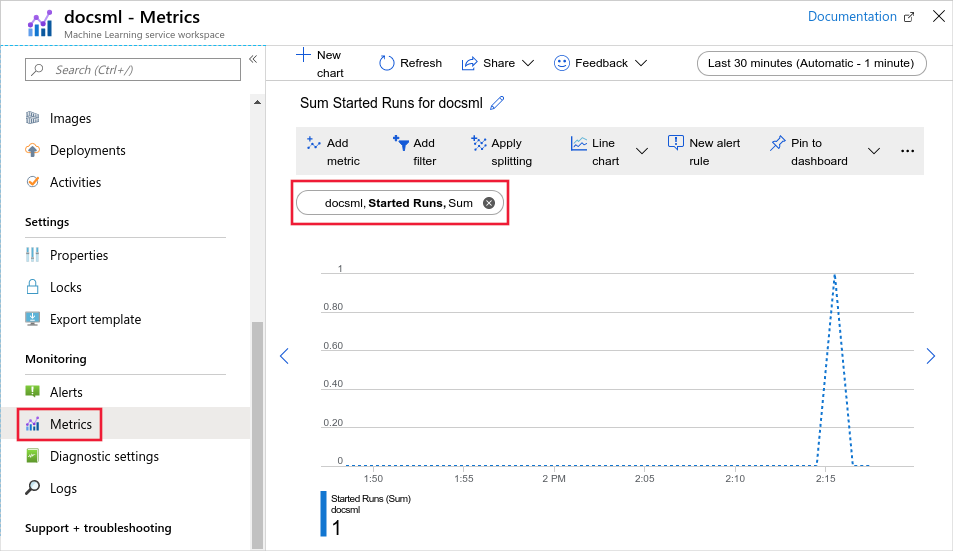 docsml - Metrics
Machine Learning service workspace
Documentation
Search (Ctrl+/)
Images
Deployments
Activities
Settings
Properties
Locks
Export template
Monitoring
Alerts
Metrics
Diagnostic settings
Logs
Support + troubleshooting
New
chart
Refresh
Share
Feedback
Last 30 minutes (Automatic - 1 minute)
Sum Started Runs for docsml
Add
metric
Add
filter
Apply
splitting
Line
chart
New alert
rule
Pin to
dashboard
docsml, Started Runs, Sum
1
0.80
0.60
0.40
0.20
0
1:50
1:55
2 PM
2:05
2:10
2:15
Started Runs (Sum)
docsml
1